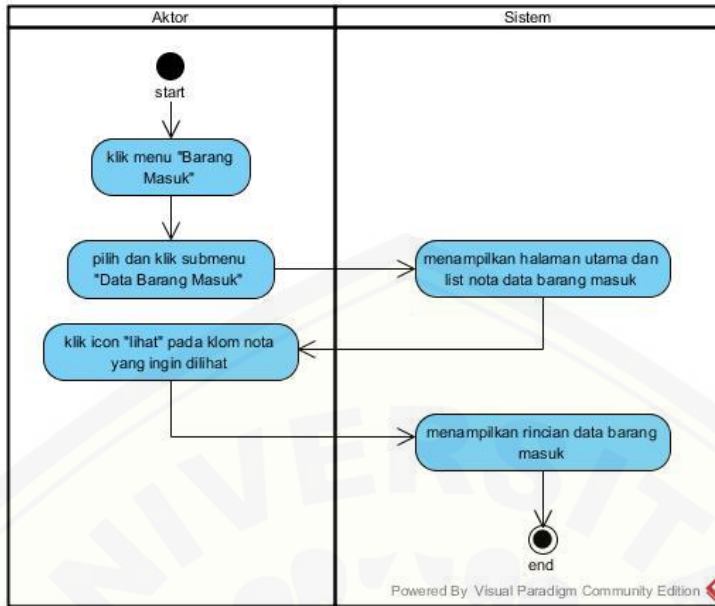 Aktor
Sistem
start
klik menu "Barang
Masuk"
pilih dan klik submenu
"Data Barang Masuk"
menampilkan halaman utama dan
list nota data barang masuk
klik icon "lihat" pada klom nota
yang ingin dilihat
menampilkan rincian data barang
masuk
end
Powered By Visual Paradigm Community Edition
UNIVERSITA